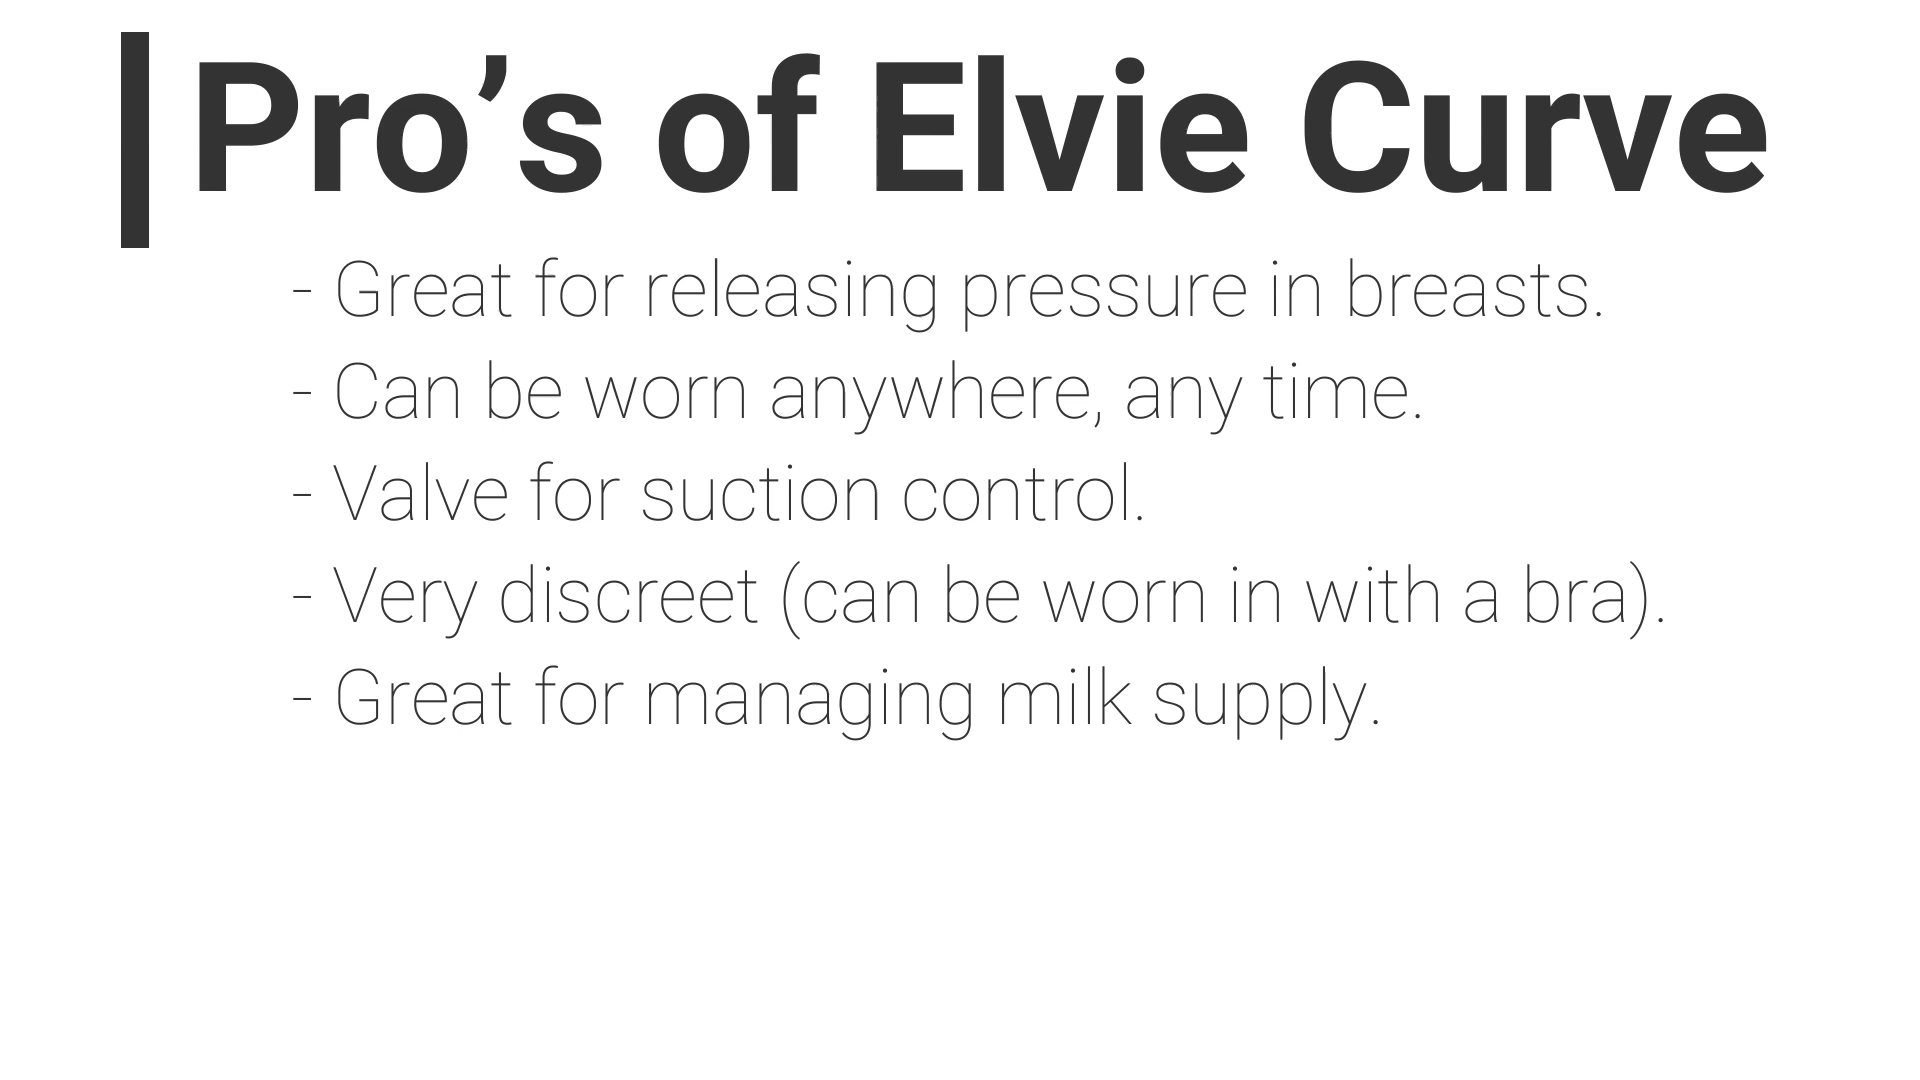 Pro’s of Elvie Curve
- Great for releasing pressure in breasts.
- Can be worn anywhere, any time.
- Valve for suction control.
- Very discreet (can be worn in with a bra).
- Great for managing milk supply.